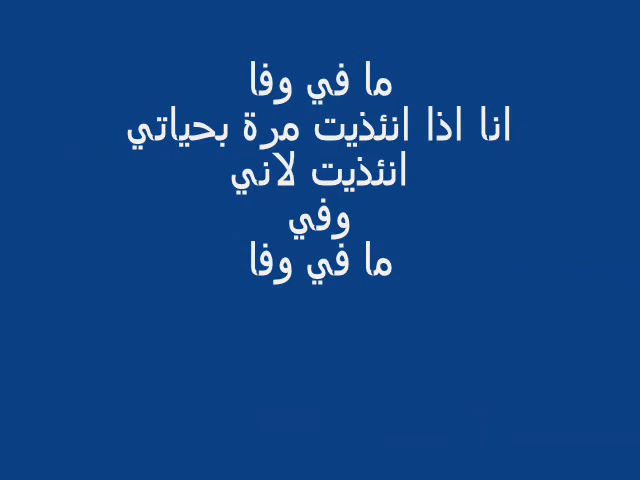 ما في وفا
انا اذا انئذيت مرة بحياتي
انئذيت لاني
وفي
ما في وفا